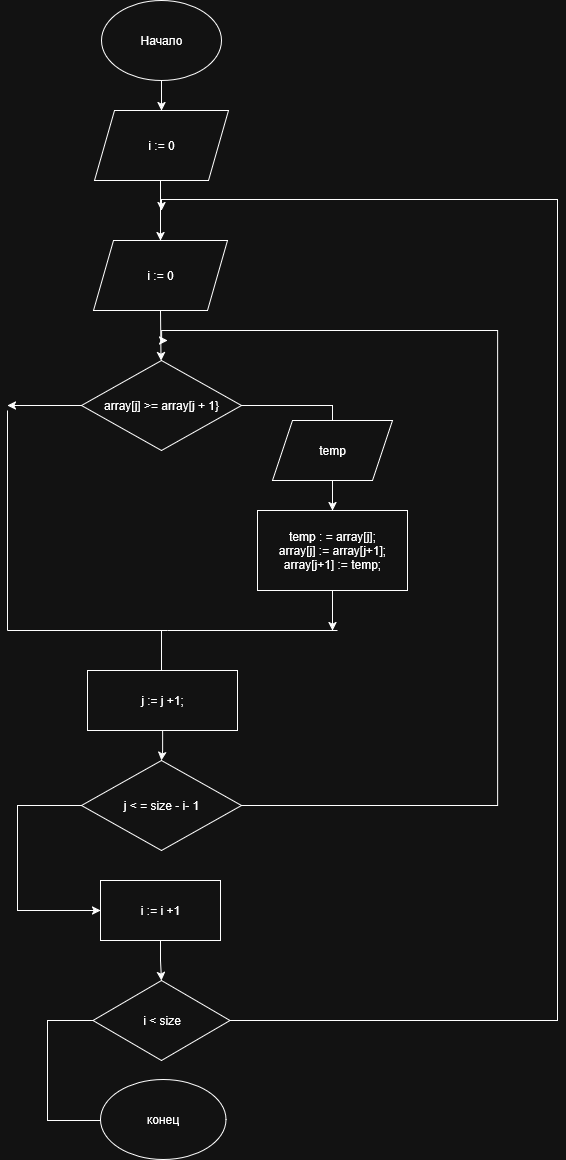 Начало
i := 0
i := 0
array[j] >= array[j + 1}
temp
temp : = array[j];
array[j] := array[j+1];
array[j+1] := temp;
j := j +1;
j < = size - i- 1
i := i +1
i < size
конец